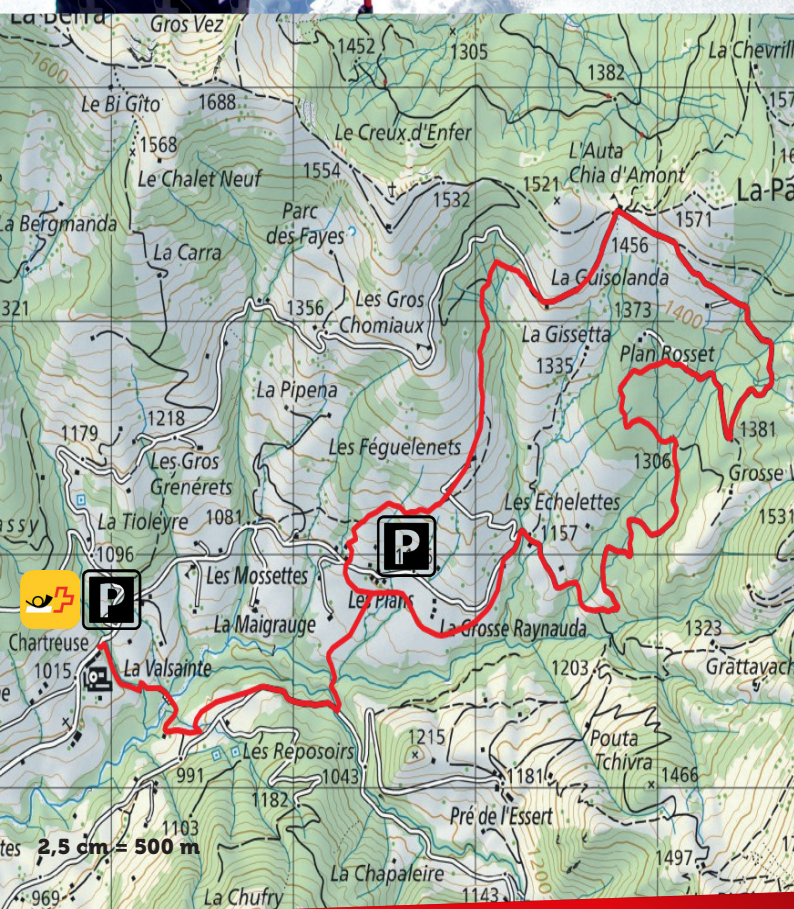 La Berra
Gros Vez
1452
1305
La Chevrill
1600
1382
Le Bi Gîto
1688
Le Creux d'Enfer
157
1568
L'Auta
Chia d'Amont
Le Chalet Neuf
1554
1521
La-Pa
1532
Parc
des Fayes
1571
La Bergmanda
1456
La Carra
La Guisolanda
321
1356
Les Gros
Chomiaux
1373
1400
La Gissetta
Plan Rosset
1335
La Pipena
1218
1179
1381
Les Féguelenets
Les Gros
Grenérets
1306
Grosse
assy
La Tioleyre
1081
Les Echelettes
1531
1157
1096
P
Les Mossettes
P
Les Plans
La Maigrauge
La Grosse Raynauda
Chartreuse
1323
1015
La Valsainte
1203
Grattavach
1215
Pouta
Tchivra
Les Reposoirs
991
1043
1181
1466
1182
Pré de l'Essert
1103
tes
2,5 cm = 500 m
1497
1200
La Chapaleire
969
La Chufry
1143